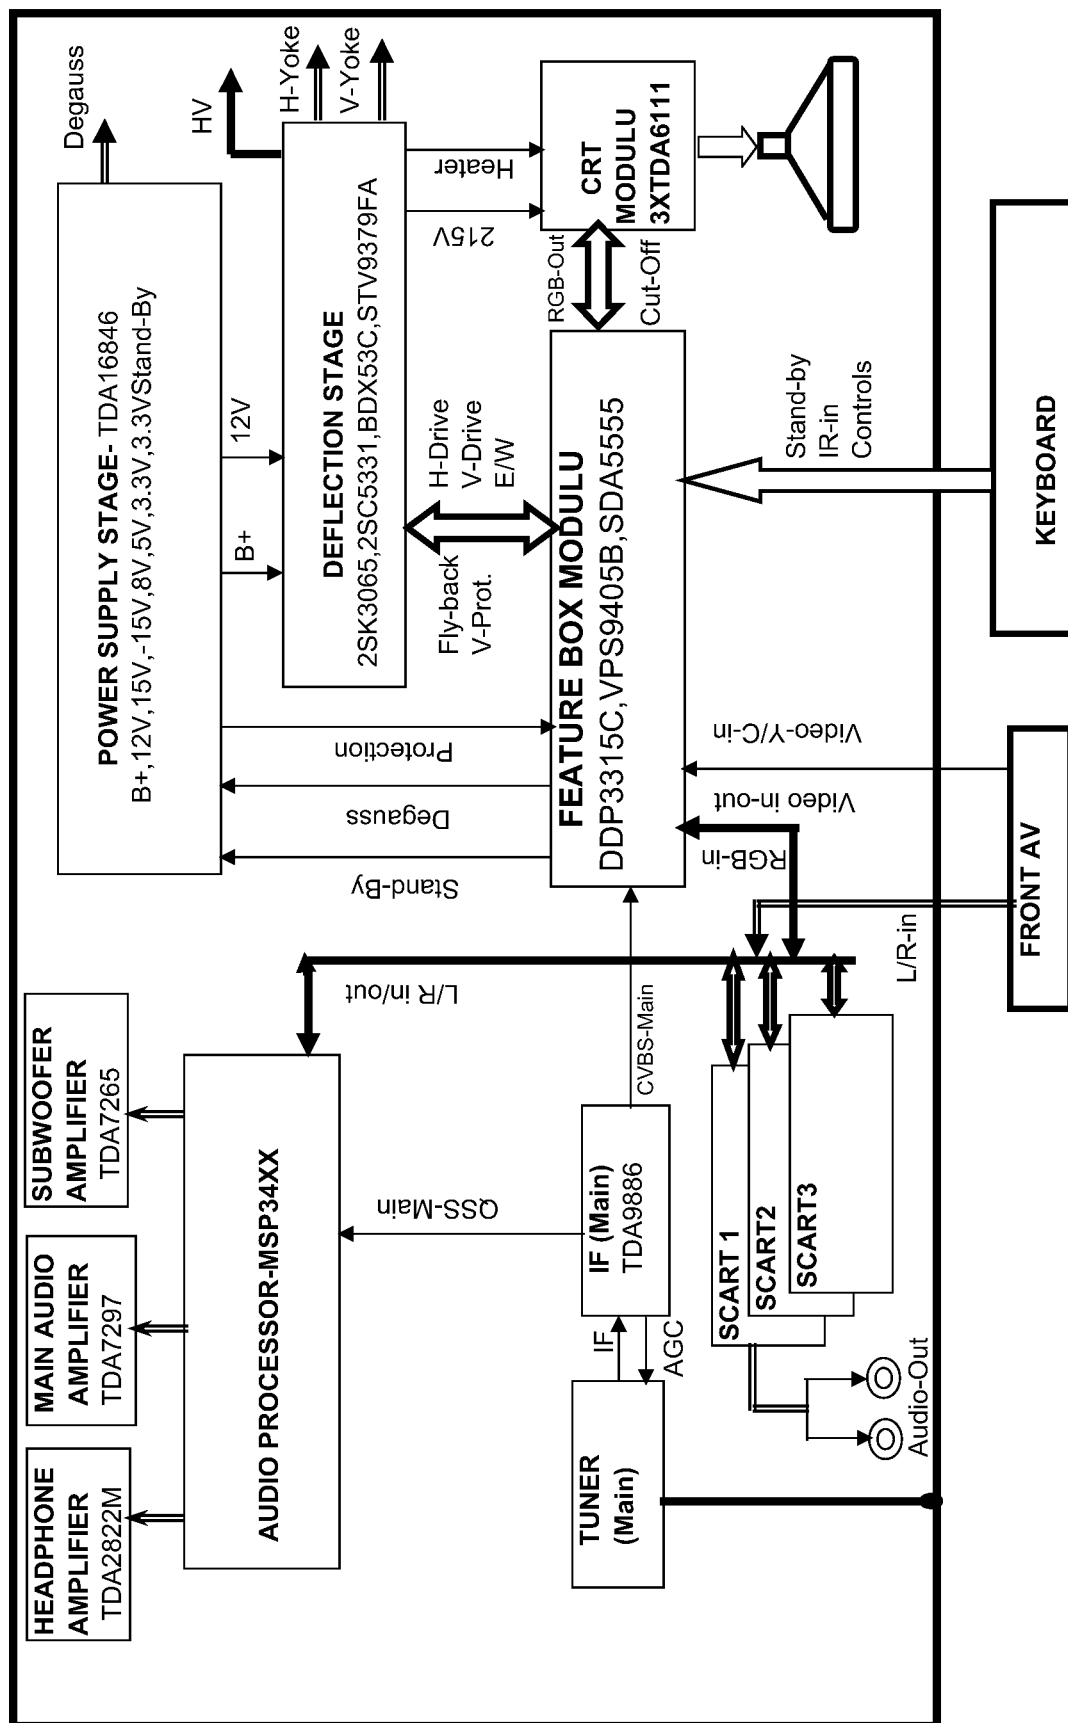 HEADPHONE
AMPLIFIER
TDA2822M
MAIN AUDIO
AMPLIFIER
TDA7297
SUBWOOFER
AMPLIFIER
TDA7265
AUDIO PROCESSOR-MSP34XX
L/R in/out
QSS-Main
POWER SUPPLY STAGE- TDA16846
B+,12V,15V,-15V,8V,5V,3.3V,3.3VStand-By
Degauss
HV
H-Yoke
V-Yoke
B+
12V
DEFLECTION STAGE
2SK3065,2SC5331,BDX53C,STV9379FA
Stand-By
Degauss
Protection
Fly-back
V-Prot.
H-Drive
V-Drive
E/W
215V
Heater
TUNER
(Main)
IF
AGC
IF (Main)
TDA9886
CVBS-Main
FEATURE BOX MODULU
DDP3315C,VPS9405B,SDA5555
RGB-Out
Cut-Off
CRT
MODULU
3XTDA6111
SCART 1
SCART2
SCART3
Audio-Out
RGB-in
Video in-out
Video-Y/C-in
L/R-in
Stand-by
IR-in
Controls
FRONT AV
KEYBOARD